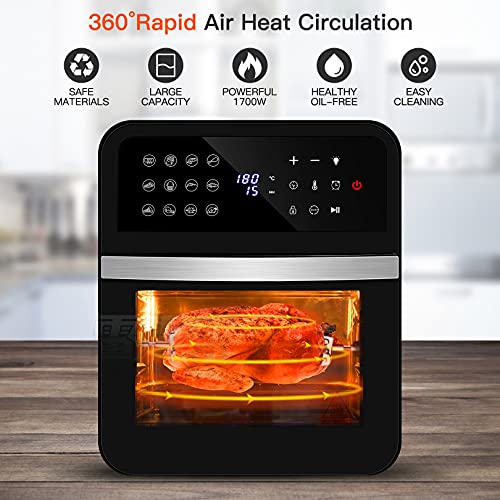 360°Rapid Air Heat Circulation
SAFE
MATERIALS
LARGE
CAPACITY
POWERFUL
1700W
HEALTHY
OIL-FREE
EASY
CLEANING
180 °C
15